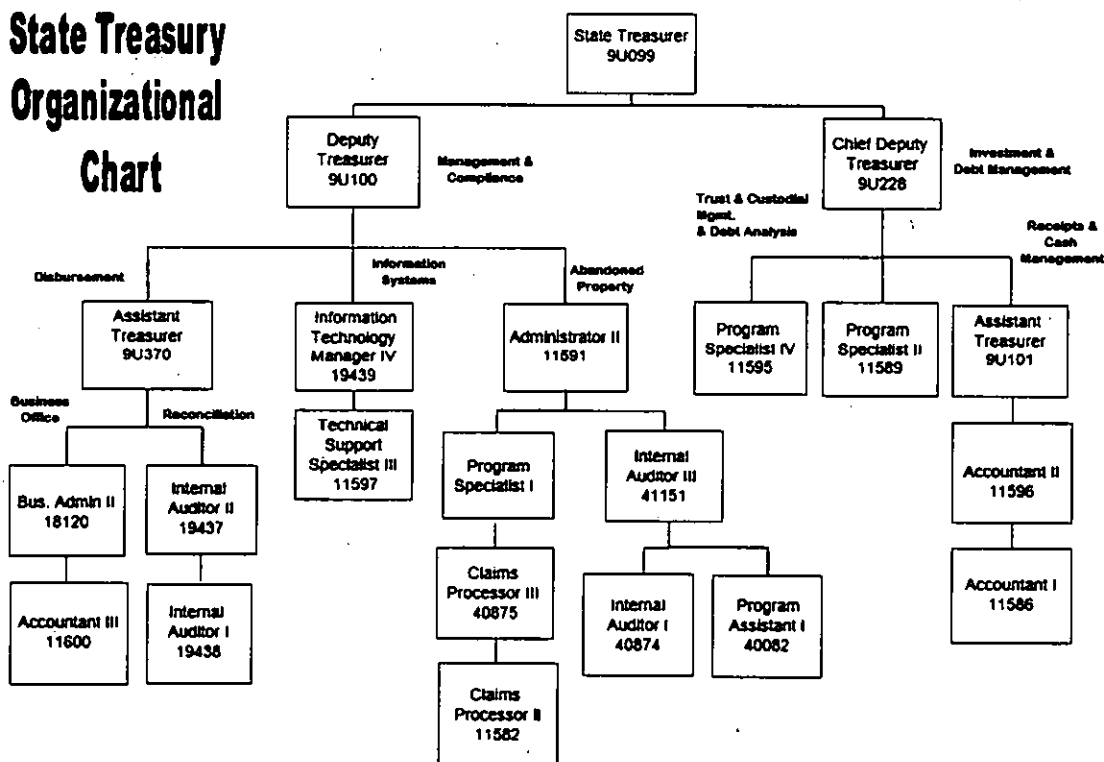 State Treasury
Organizational
Chart
State Treasurer
9U099
Deputy
Treasurer
9U100
Management &
Compliance
Chief Deputy
Treasurer
9U228
Investment &
Debt Management
Trust & Custodial
Mgmt.
& Debt Analysis
Receipts &
Cash
Management
Disbursement
Information
Systems
Abandoned
Property
Assistant
Treasurer
9U370
Information
Technology
Manager IV
19439
Administrator II
11591
Program
Specialist IV
11595
Program
Specialist II
11589
Assistant
Treasurer
9U101
Business
Office
Reconciliation
Bus. Admin II
18120
Internal
Auditor II
19437
Technical
Support
Specialist III
11597
Program
Specialist I
Internal
Auditor III
41151
Accountant II
11596
Accountant III
11600
Internal
Auditor I
19438
Claims
Processor III
40875
Internal
Auditor I
40874
Program
Assistant I
40082
Accountant I
11586
Claims
Processor II
11582